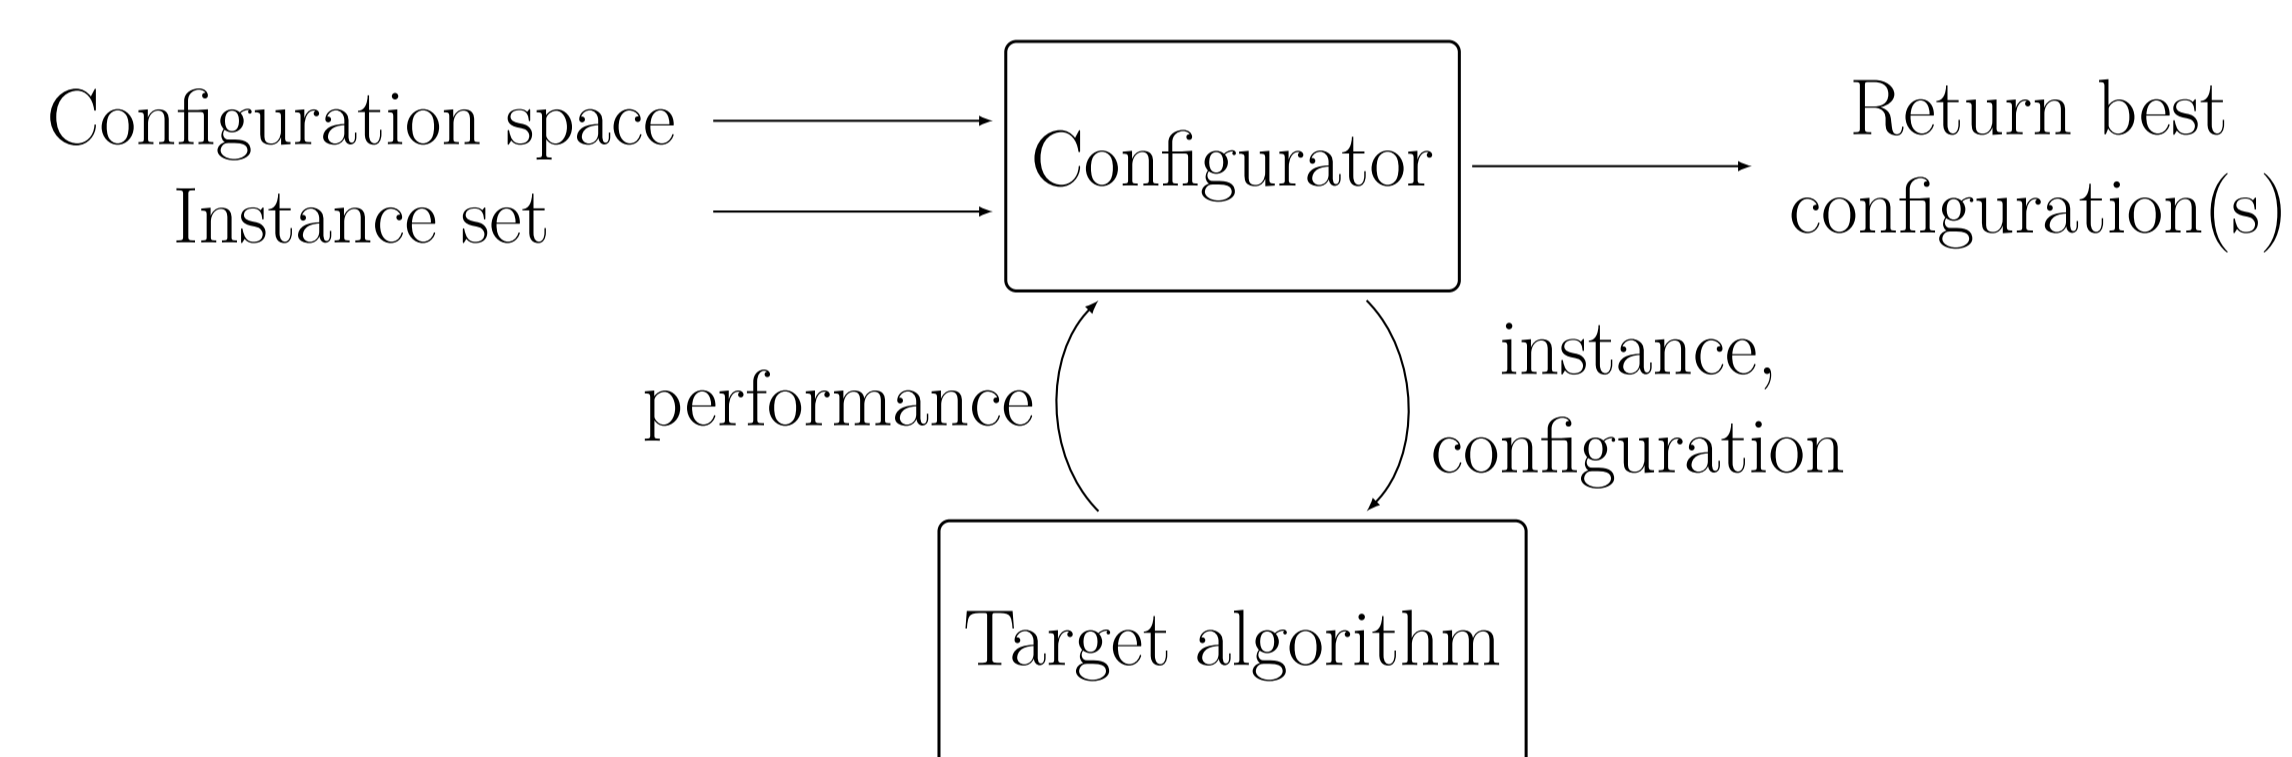 Configuration space
Instance set
Configurator
Return best
configuration(s)
performance
instance,
configuration
Target algorithm